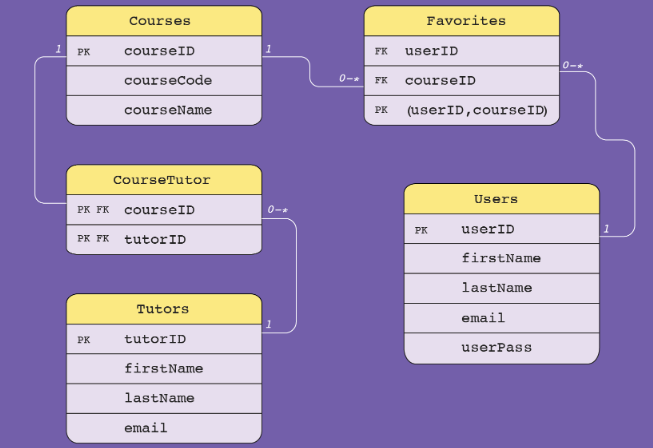 Courses
1 PK courseID 1
courseCode
courseName
Favorites
FK userID
0-* FK courseID 0-*
PK (userID,courseID)
CourseTutor
PK FK courseID 0-*
PK FK tutorID
Users
PK userID 1
firstName
lastName
email
userPass
Tutors
1
PK tutorID
firstName
lastName
email